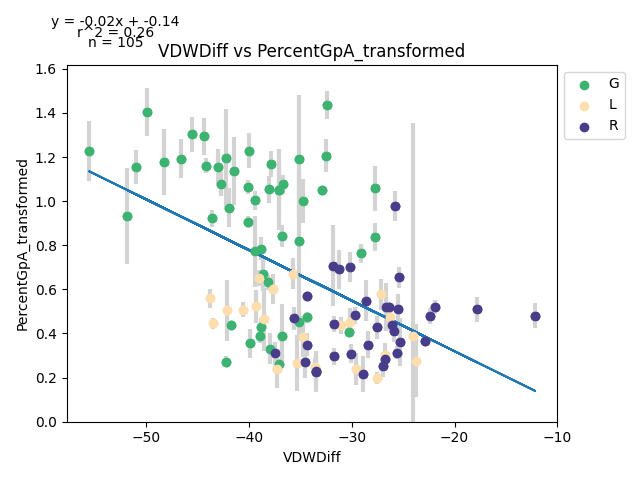 y = -0.02x + -0.14
r^2 = 0.26
n = 105
VDWDiff vs PercentGpA_transformed
1.6
1.4
1.2
1.0
0.8
0.6
0.4
0.2
0.0
PercentGpA_transformed
−50
−40
−30
−20
−10
VDWDiff
G
L
R